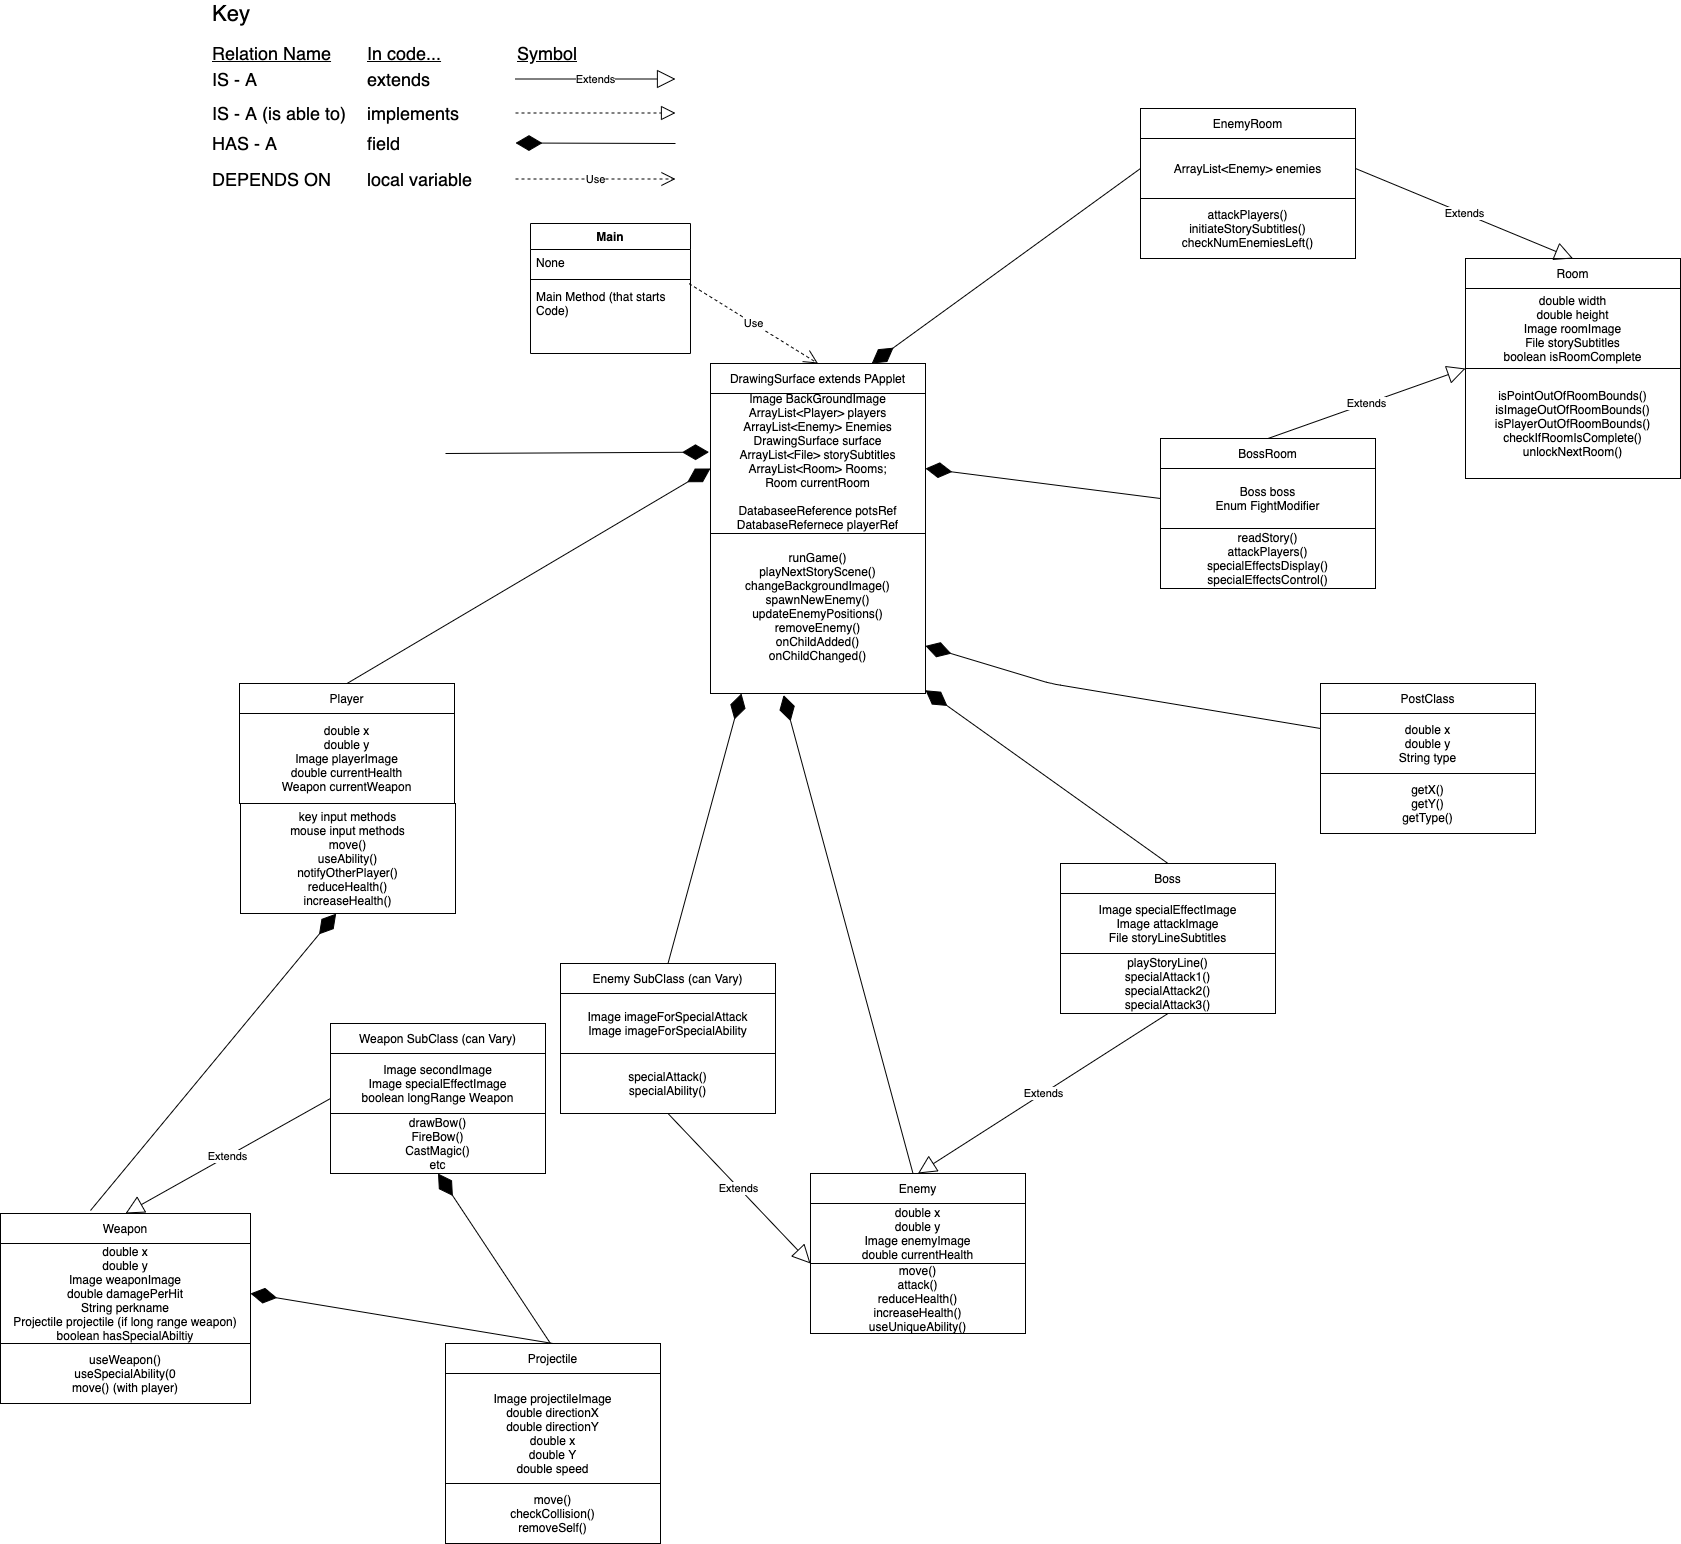 Key
Relation Name In code... Symbol
IS - A extends Extends
IS - A (is able to) implements
HAS - A field
DEPENDS ON local variable Use
Main
None
Main Method (that starts
Code)
Use
EnemyRoom
ArrayList<Enemy> enemies
attackPlayers()
initiateStorySubtitles()
checkNumEnemiesLeft()
Extends
Room
double width
double height
Image roomImage
File storySubtitles
boolean isRoomComplete
isPointOutOfRoomBounds()
isImageOutOfRoomBounds()
isPlayerOutOfRoomBounds()
checkIfRoomIsComplete()
unlockNextRoom()
DrawingSurface extends PApplet
Image BackGroundImage
ArrayList<Player> players
ArrayList<Enemy> Enemies
DrawingSurface surface
ArrayList<File> storySubtitles
ArrayList<Room> Rooms;
Room currentRoom
DatabaseeReference potsRef
DatabaseRefernece playerRef
runGame()
playNextStoryScene()
changeBackgroundImage()
spawnNewEnemy()
updateEnemyPositions()
removeEnemy()
onChildAdded()
onChildChanged()
Extends
BossRoom
Boss boss
Enum FightModifier
readStory()
attackPlayers()
specialEffectsDisplay()
specialEffectsControl()
Player
double x
double y
Image playerImage
double currentHealth
Weapon currentWeapon
key input methods
mouse input methods
move()
useAbility()
notifyOtherPlayer()
reduceHealth()
increaseHealth()
PostClass
double x
double y
String type
getX()
getY()
getType()
Boss
Image specialEffectImage
Image attackImage
File storyLineSubtitles
playStoryLine()
specialAttack1()
specialAttack2()
specialAttack3()
Extends
Enemy SubClass (can Vary)
Image imageForSpecialAttack
Image imageForSpecialAbility
specialAttack()
specialAbility()
Extends
Weapon SubClass (can Vary)
Image secondImage
Image specialEffectImage
boolean longRange Weapon
drawBow()
FireBow()
CastMagic()
etc
Extends
Enemy
double x
double y
Image enemyImage
double currentHealth
move()
attack()
reduceHealth()
increaseHealth()
useUniqueAbility()
Weapon
double x
double y
Image weaponImage
double damagePerHit
String perkname
Projectile projectile (if long range weapon)
boolean hasSpecialAbiltiy
useWeapon()
useSpecialAbility(0
move() (with player)
Projectile
Image projectileImage
double directionX
double directionY
double x
double Y
double speed
move()
checkCollision()
removeSelf()